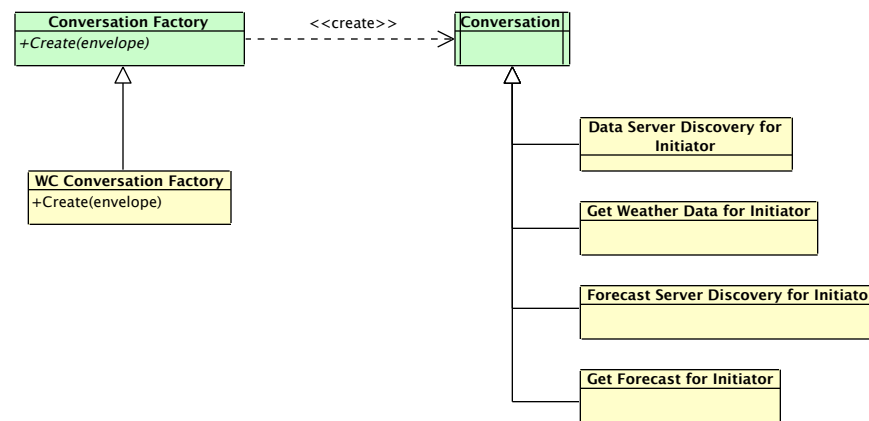 Conversation Factory
+Create(envelope)
<<create>>
Conversation
WC Conversation Factory
+Create(envelope)
Data Server Discovery for
Initiator
Get Weather Data for Initiator
Forecast Server Discovery for Initiato
Get Forecast for Initiator